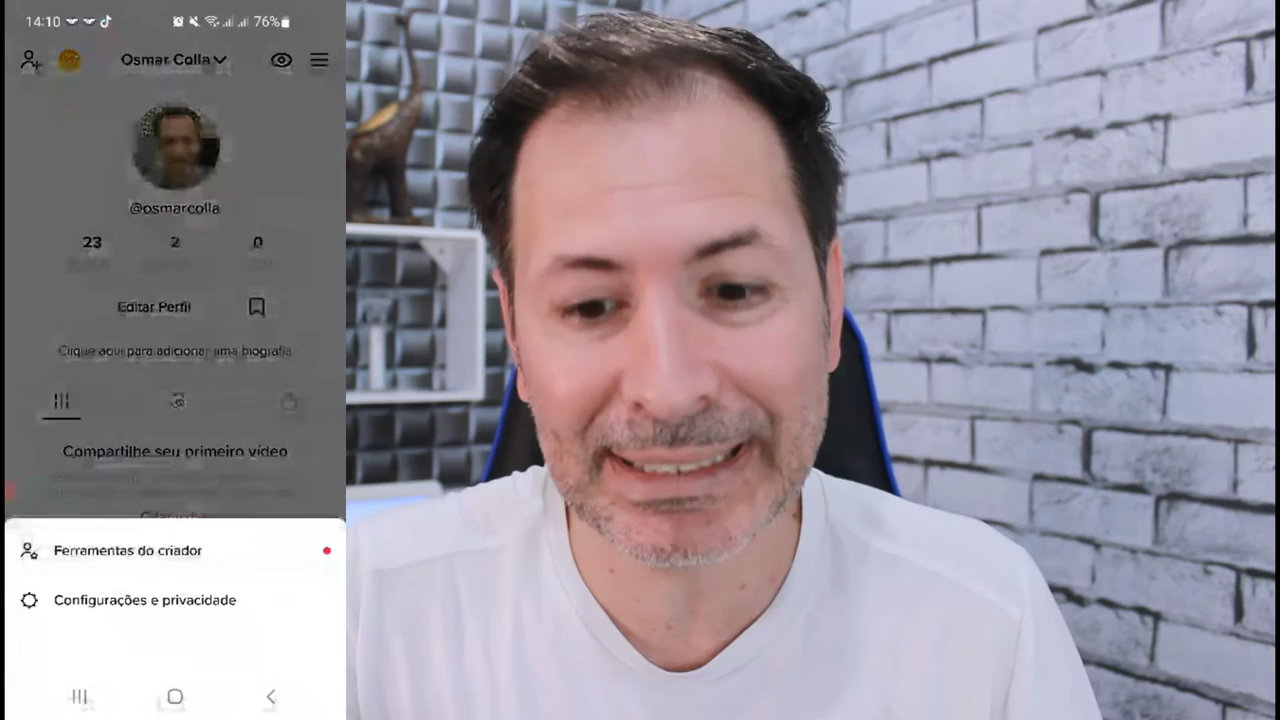 14:10
76%
Osmar Colla
@osmarcolla
23
2
0
Editar Perfil
Clique aqui para adicionar uma biografia
Compartilhe seu primeiro vídeo
Ferramentas do criador
Configurações e privacidade